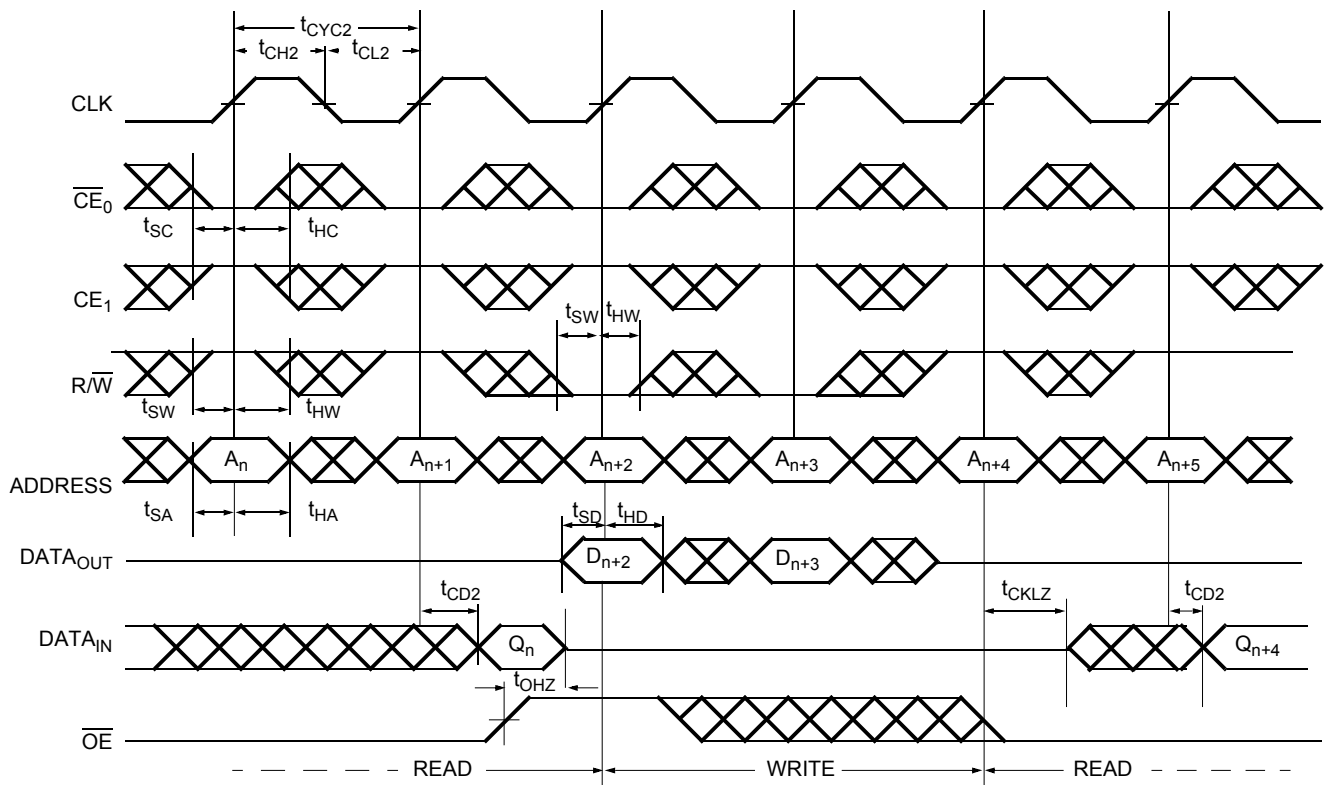 tCYC2
tCH2 tCL2
CLK
CE0
tSC tHC
CE1
tSW tHW
R/W
tSW tHW
An An+1 An+2 An+3 An+4 An+5
ADDRESS
tSA tHA
tSD tHD
DATAOUT
Dn+2 Dn+3
tCD2 tCKLZ tCD2
DATAIN
Qn Qn+4
tOHZ
OE
READ WRITE READ